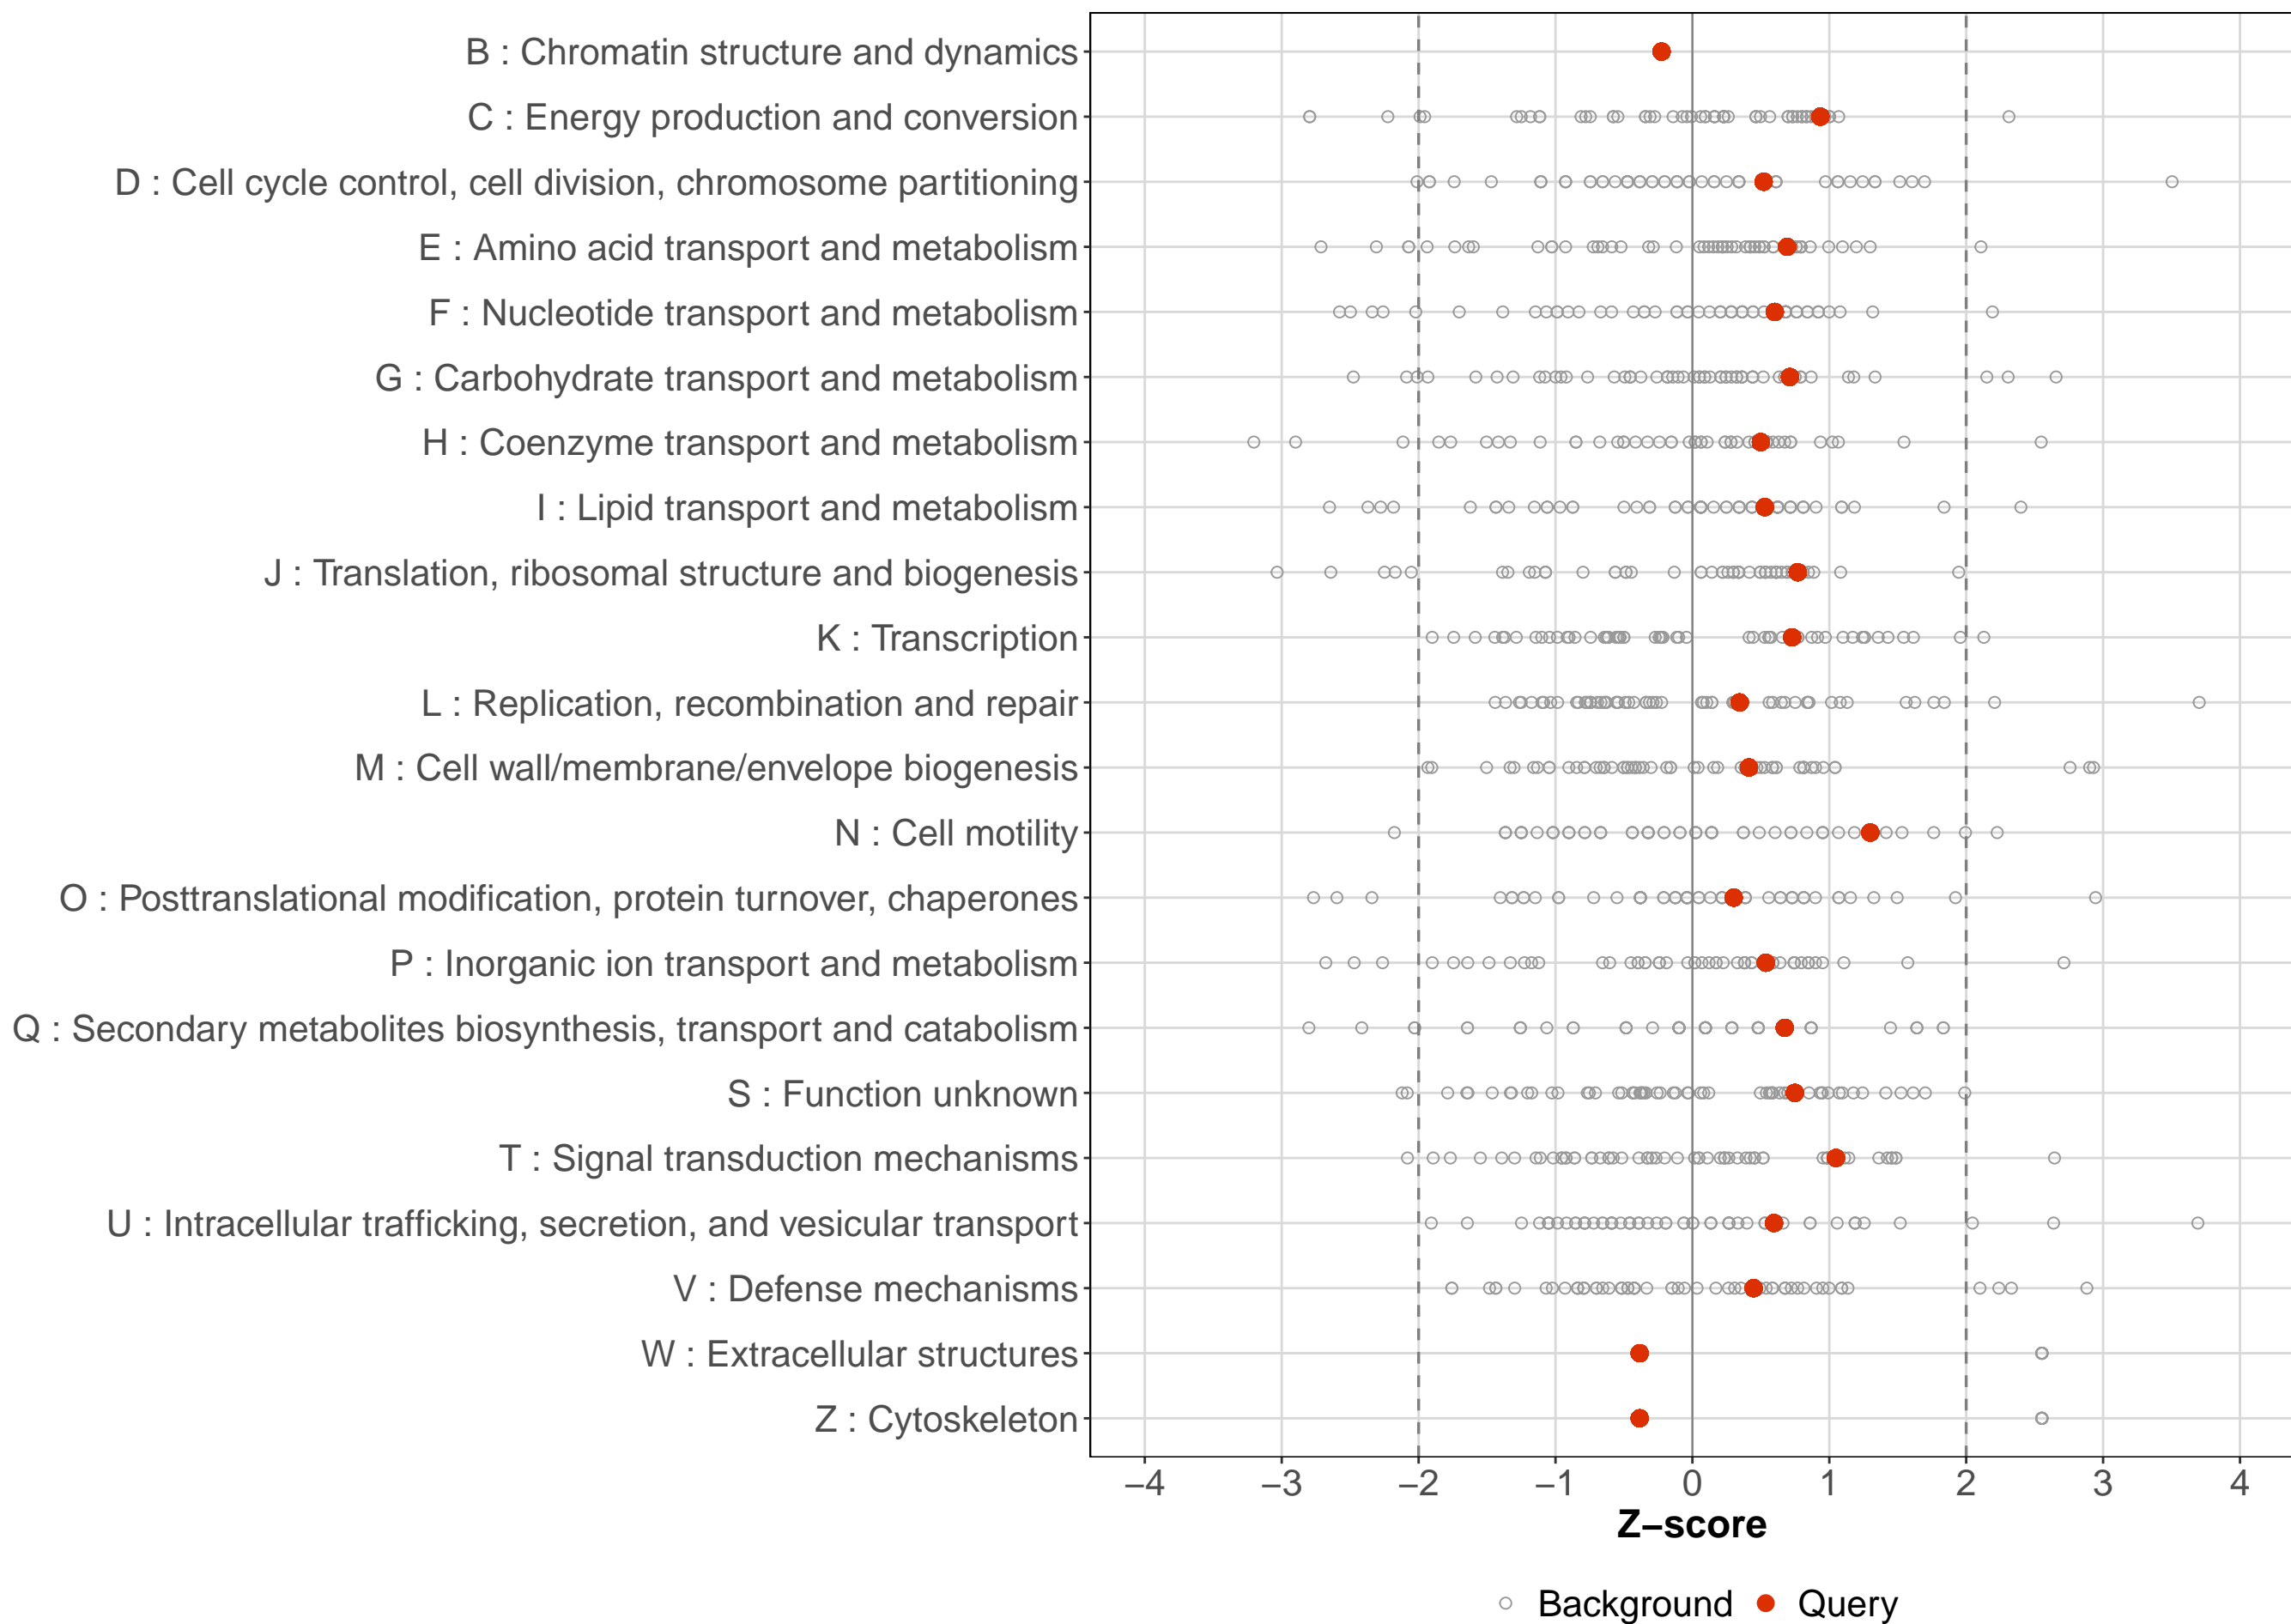 B : Chromatin structure and dynamics
C : Energy production and conversion
D : Cell cycle control, cell division, chromosome partitioning
E : Amino acid transport and metabolism
F : Nucleotide transport and metabolism
G : Carbohydrate transport and metabolism
H : Coenzyme transport and metabolism
I : Lipid transport and metabolism
J : Translation, ribosomal structure and biogenesis
K : Transcription
L : Replication, recombination and repair
M : Cell wall/membrane/envelope biogenesis
N : Cell motility
O : Posttranslational modification, protein turnover, chaperones
P : Inorganic ion transport and metabolism
Q : Secondary metabolites biosynthesis, transport and catabolism
S : Function unknown
T : Signal transduction mechanisms
U : Intracellular trafficking, secretion, and vesicular transport
V : Defense mechanisms
W : Extracellular structures
Z : Cytoskeleton
−4 −3 −2 −1 0 1 2 3 4
Z−score
Background Query